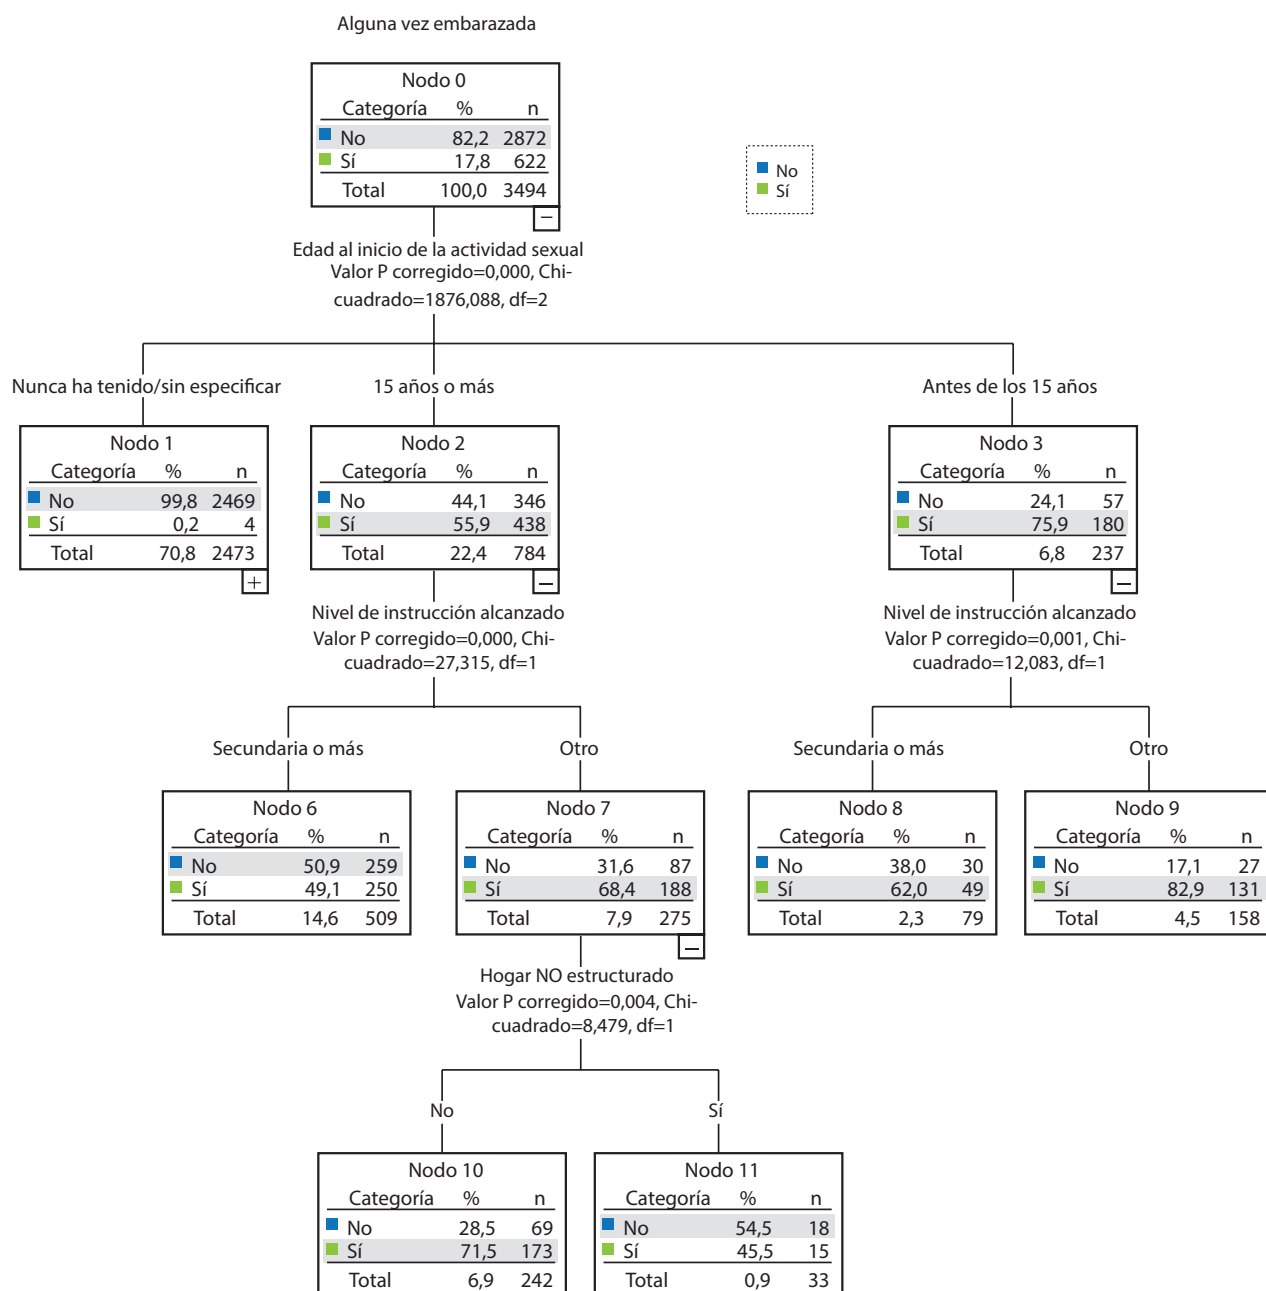 Alguna vez embarazada
Nodo 0
Categoría % n
No 82,2 2872
Sí 17,8 622
Total 100,0 3494
−
No
Sí
Edad al inicio de la actividad sexual
Valor P corregido=0,000, Chi-
cuadrado=1876,088, df=2
Nunca ha tenido/sin especificar
Nodo 1
Categoría % n
No 99,8 2469
Sí 0,2 4
Total 70,8 2473
+
15 años o más
Nodo 2
Categoría % n
No 44,1 346
Sí 55,9 438
Total 22,4 784
−
Antes de los 15 años
Nodo 3
Categoría % n
No 24,1 57
Sí 75,9 180
Total 6,8 237
−
Nivel de instrucción alcanzado
Valor P corregido=0,000, Chi-
cuadrado=27,315, df=1
Nivel de instrucción alcanzado
Valor P corregido=0,001, Chi-
cuadrado=12,083, df=1
Secundaria o más
Nodo 6
Categoría % n
No 50,9 259
Sí 49,1 250
Total 14,6 509
Otro
Nodo 7
Categoría % n
No 31,6 87
Sí 68,4 188
Total 7,9 275
−
Secundaria o más
Nodo 8
Categoría % n
No 38,0 30
Sí 62,0 49
Total 2,3 79
Otro
Nodo 9
Categoría % n
No 17,1 27
Sí 82,9 131
Total 4,5 158
Hogar NO estructurado
Valor P corregido=0,004, Chi-
cuadrado=8,479, df=1
No
Nodo 10
Categoría % n
No 28,5 69
Sí 71,5 173
Total 6,9 242
Sí
Nodo 11
Categoría % n
No 54,5 18
Sí 45,5 15
Total 0,9 33